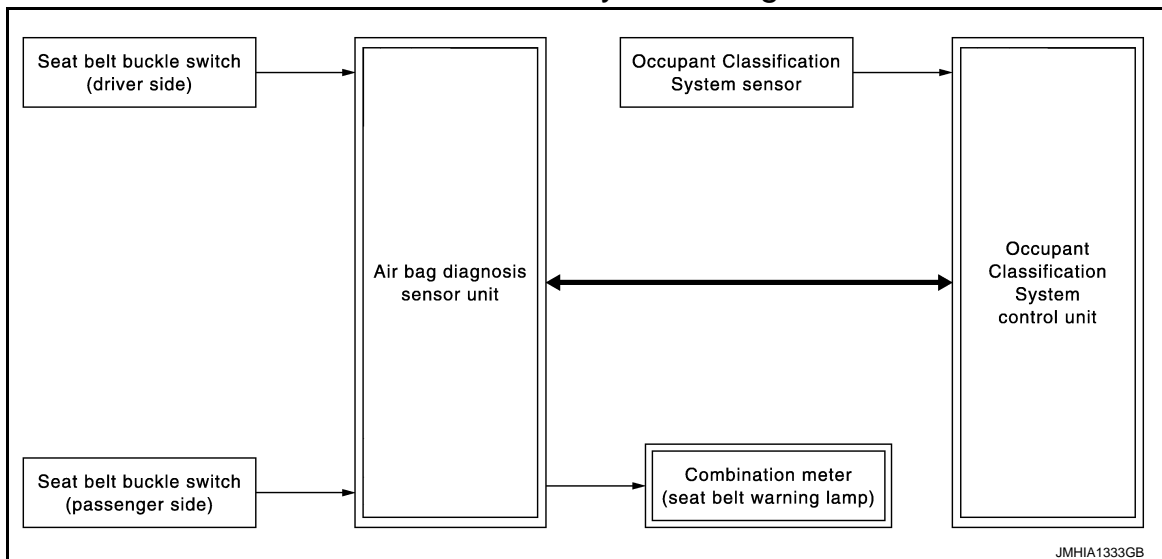 Seat belt buckle switch
(driver side)
Occupant Classification
System sensor
Air bag diagnosis
sensor unit
Occupant
Classification
System
control unit
Seat belt buckle switch
(passenger side)
Combination meter
(seat belt warning lamp)
JMHIA1333GB